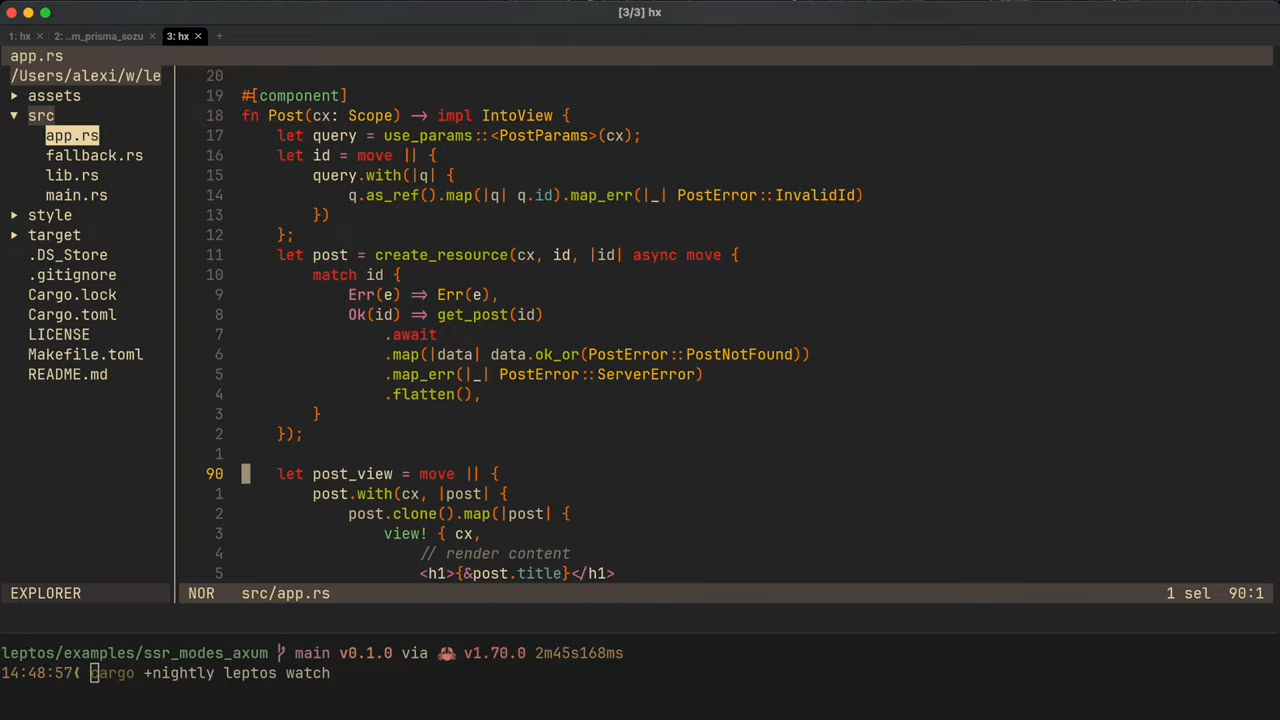 [3/3] hx
1: hx × 2: ..m_prisma_sozu × 3: hx × +
app.rs
/Users/alexi/w/le
▸ assets
▾ src
app.rs
fallback.rs
lib.rs
main.rs
▸ style
▸ target
.DS_Store
.gitignore
Cargo.lock
Cargo.toml
LICENSE
Makefile.toml
README.md
EXPLORER
20
19 #[component]
18 fn Post(cx: Scope) -> impl IntoView {
17     let query = use_params::<PostParams>(cx);
16     let id = move || {
15         query.with(|q| {
14             q.as_ref().map(|q| q.id).map_err(|_| PostError::InvalidId)
13         })
12     };
11     let post = create_resource(cx, id, |id| async move {
10         match id {
9             Err(e) => Err(e),
8             Ok(id) => get_post(id)
7                 .await
6                 .map(|data| data.ok_or(PostError::PostNotFound))
5                 .map_err(|_| PostError::ServerError)
4                 .flatten(),
3         }
2     });
1
90     let post_view = move || {
1         post.with(cx, |post| {
2             post.clone().map(|post| {
3                 view! { cx,
4                     // render content
5                     <h1>{&post.title}</h1>
NOR src/app.rs 1 sel 90:1
leptos/examples/ssr_modes_axum main v0.1.0 via 🦀 v1.70.0 2m45s168ms
14:48:57❨ cargo +nightly leptos watch